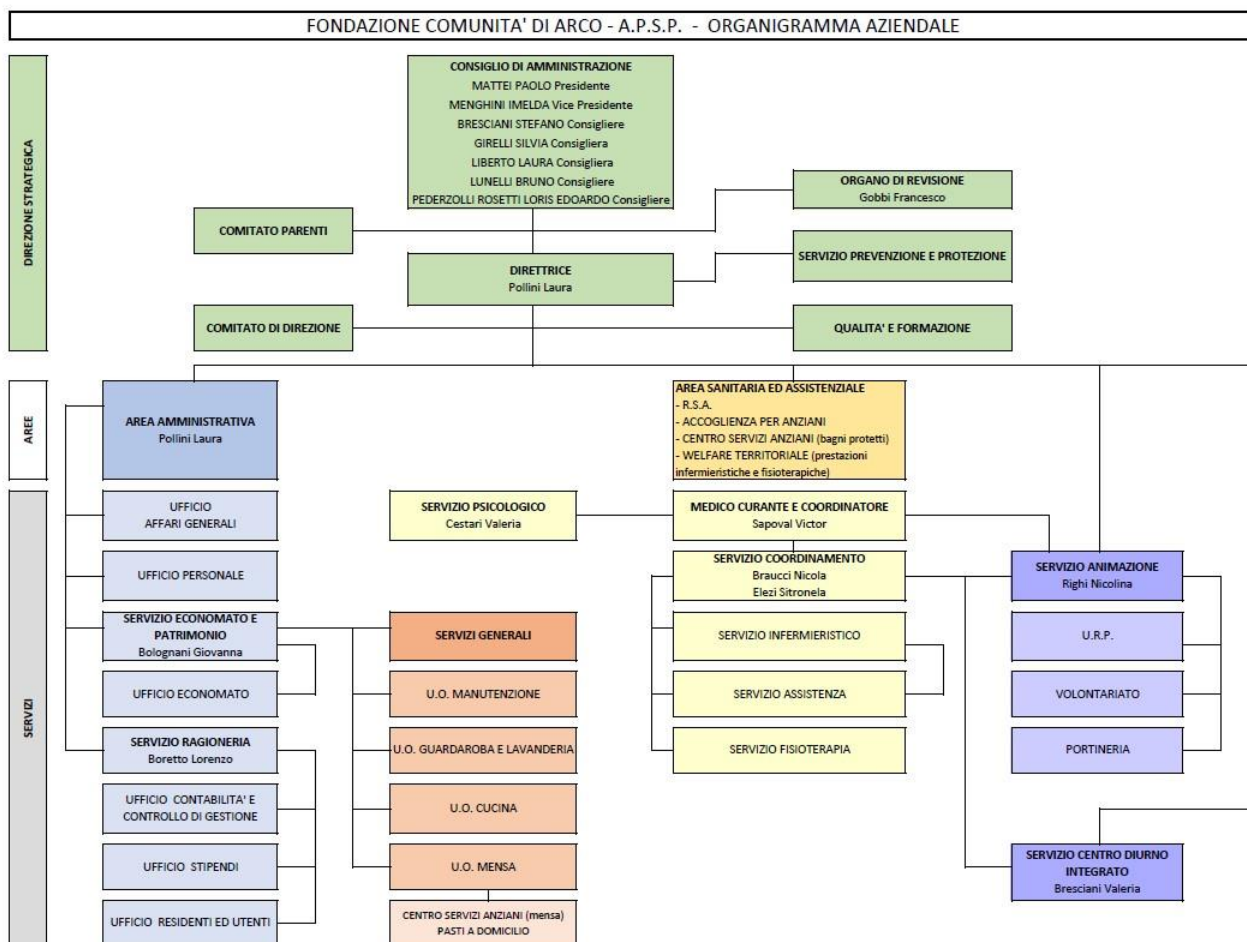 FONDAZIONE COMUNITA' DI ARCO - A.P.S.P. - ORGANIGRAMMA AZIENDALE
DIREZIONE STRATEGICA
CONSIGLIO DI AMMINISTRAZIONE
MATTEI PAOLO Presidente
MENGHINI IMELDA Vice Presidente
BRESCIANI STEFANO Consigliere
GIRELLI SILVIA Consigliera
LIBERTO LAURA Consigliera
LUNELLI BRUNO Consigliere
PEDERZOLLI ROSETTI LORIS EDOARDO Consigliere
ORGANO DI REVISIONE
Gobbi Francesco
COMITATO PARENTI
DIRETTRICE
Pollini Laura
SERVIZIO PREVENZIONE E PROTEZIONE
COMITATO DI DIREZIONE
QUALITA' E FORMAZIONE
AREE
AREA AMMINISTRATIVA
Pollini Laura
AREA SANITARIA ED ASSISTENZIALE
- R.S.A.
- ACCOGLIENZA PER ANZIANI
- CENTRO SERVIZI ANZIANI (bagni protetti)
- WELFARE TERRITORIALE (prestazioni
infermieristiche e fisioterapiche)
SERVIZI
UFFICIO
AFFARI GENERALI
SERVIZIO PSICOLOGICO
Cestari Valeria
MEDICO CURANTE E COORDINATORE
Sapoval Victor
UFFICIO PERSONALE
SERVIZIO COORDINAMENTO
Braucci Nicola
Elezi Sitronela
SERVIZIO ANIMAZIONE
Righi Nicolina
SERVIZIO ECONOMATO E
PATRIMONIO
Bolognani Giovanna
SERVIZI GENERALI
SERVIZIO INFERMIERISTICO
U.R.P.
UFFICIO ECONOMATO
U.O. MANUTENZIONE
SERVIZIO ASSISTENZA
VOLONTARIATO
SERVIZIO RAGIONERIA
Boretto Lorenzo
U.O. GUARDAROBA E LAVANDERIA
SERVIZIO FISIOTERAPIA
PORTINERIA
UFFICIO CONTABILITA' E
CONTROLLO DI GESTIONE
U.O. CUCINA
UFFICIO STIPENDI
U.O. MENSA
SERVIZIO CENTRO DIURNO
INTEGRATO
Bresciani Valeria
UFFICIO RESIDENTI ED UTENTI
CENTRO SERVIZI ANZIANI (mensa)
PASTI A DOMICILIO